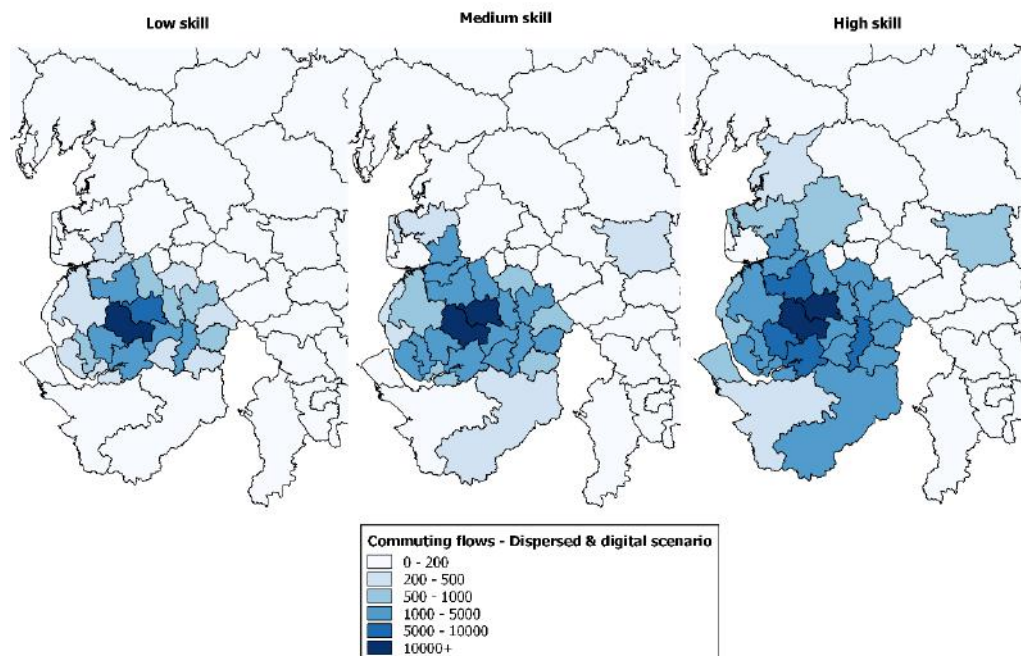 Low skill
Medium skill
High skill
Commuting flows - Dispersed & digital scenario
0 - 200
200 - 500
500 - 1000
1000 - 5000
5000 - 10000
10000+